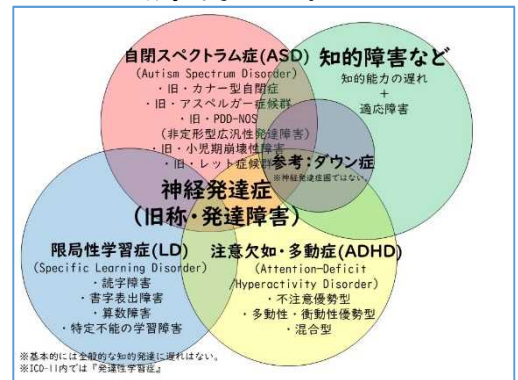 自閉スペクトラム症(ASD)
(Autism Spectrum Disorder)
・旧・カナー型自閉症
・旧・アスペルガー症候群
・旧・PDD-NOS
(非定形型広汎性発達障害)
・旧・小児期崩壊性障害
・旧・レット症候群
知的障害など
知的能力の遅れ
+
適応障害
参考:ダウン症
※神経発達症圏ではない。
神経発達症
(旧称・発達障害)
限局性学習症(LD)
(Specific Learning Disorder)
・読字障害
・書字表出障害
・算数障害
・特定不能の学習障害
注意欠如・多動症(ADHD)
(Attention-Deficit
/Hyperactivity Disorder)
・不注意優勢型
・多動性・衝動性優勢型
・混合型
※基本的には全般的な知的発達に遅れはない。
※ICD-11内では『発達性学習症』